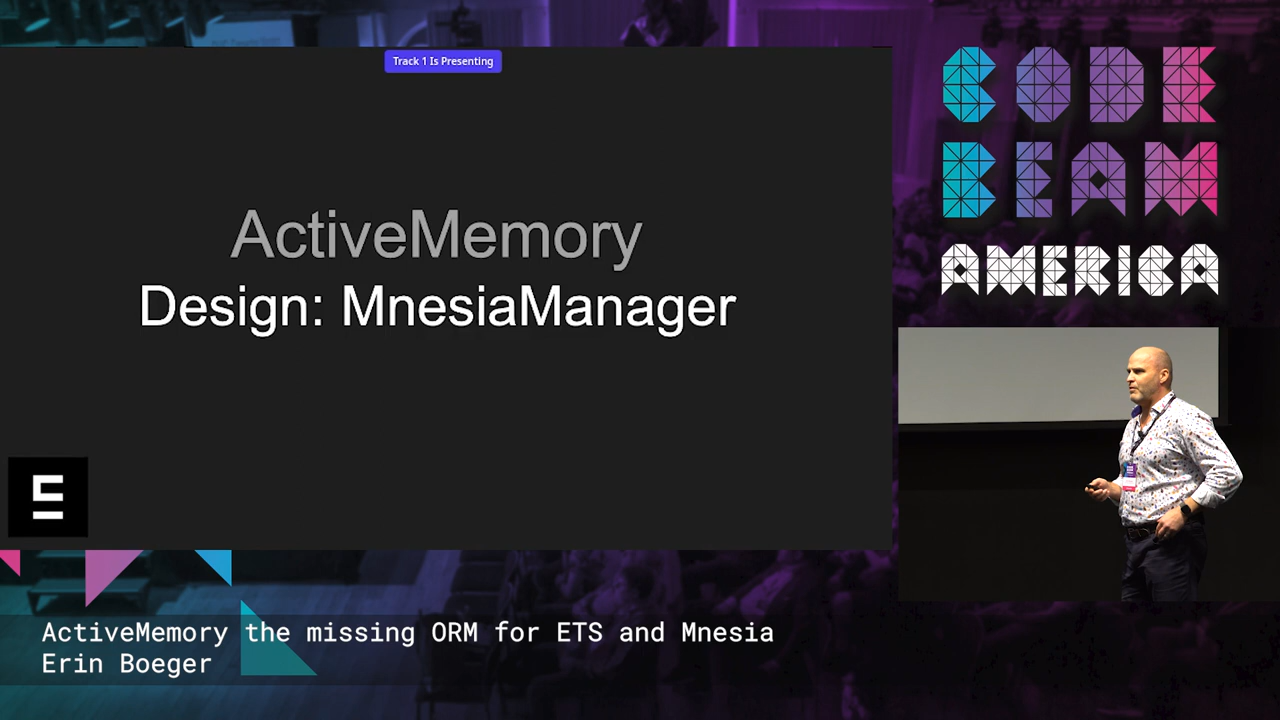 Track 1 Is Presenting
ActiveMemory
Design: MnesiaManager
CODE
BEAM
AMERICA
ActiveMemory the missing ORM for ETS and Mnesia
Erin Boeger